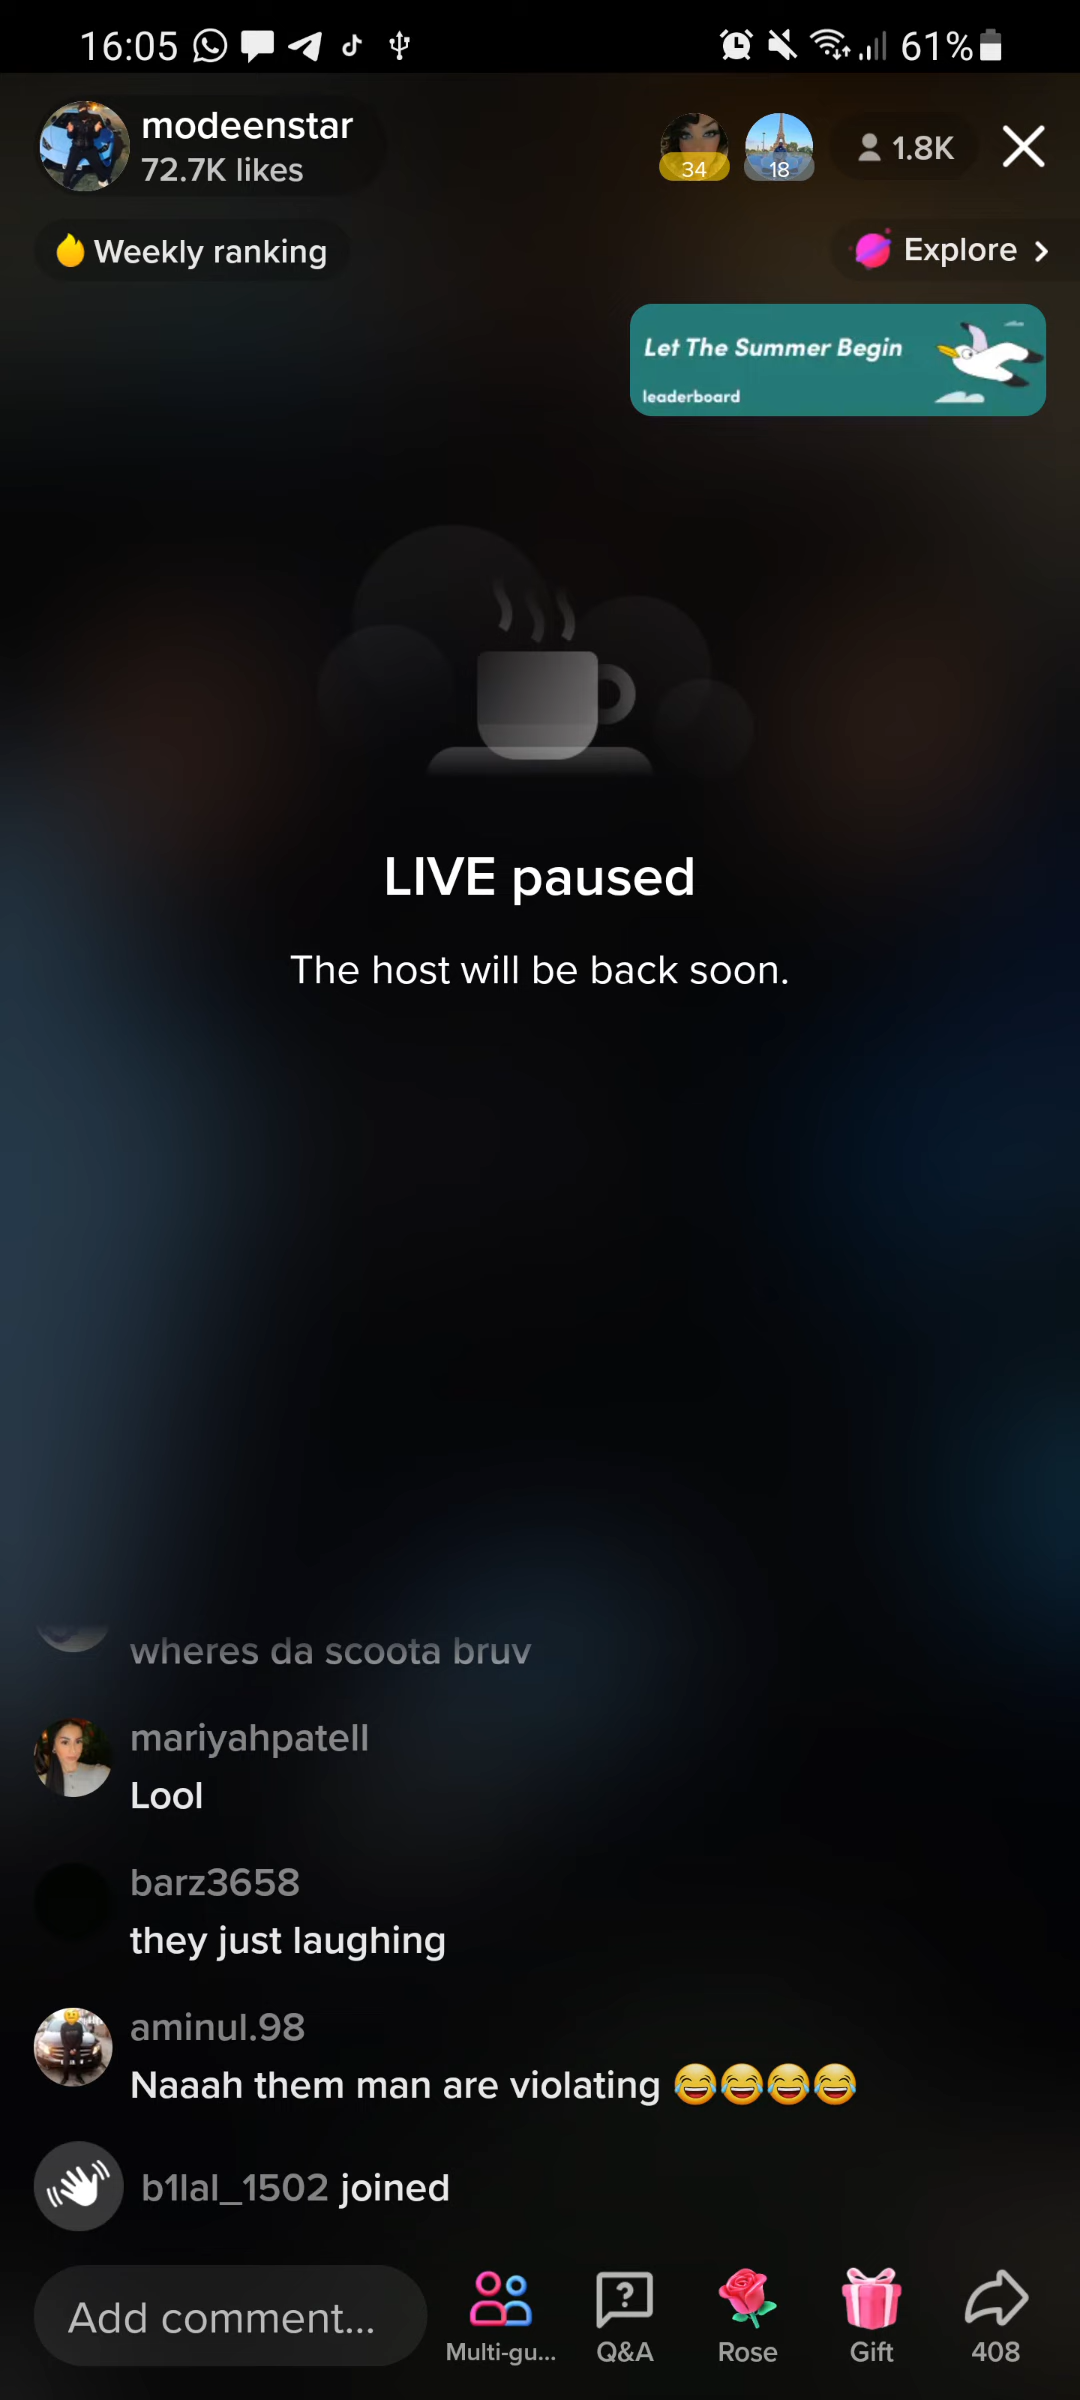 16:05
61%
modeenstar
72.7K likes
34
18
1.8K
Weekly ranking
Explore
Let The Summer Begin
leaderboard
LIVE paused
The host will be back soon.
wheres da scoota bruv
mariyahpatell
Lool
barz3658
they just laughing
aminul.98
Naaah them man are violating 😂😂😂😂
b1lal_1502 joined
Add comment...
Multi-gu...
Q&A
Rose
Gift
408